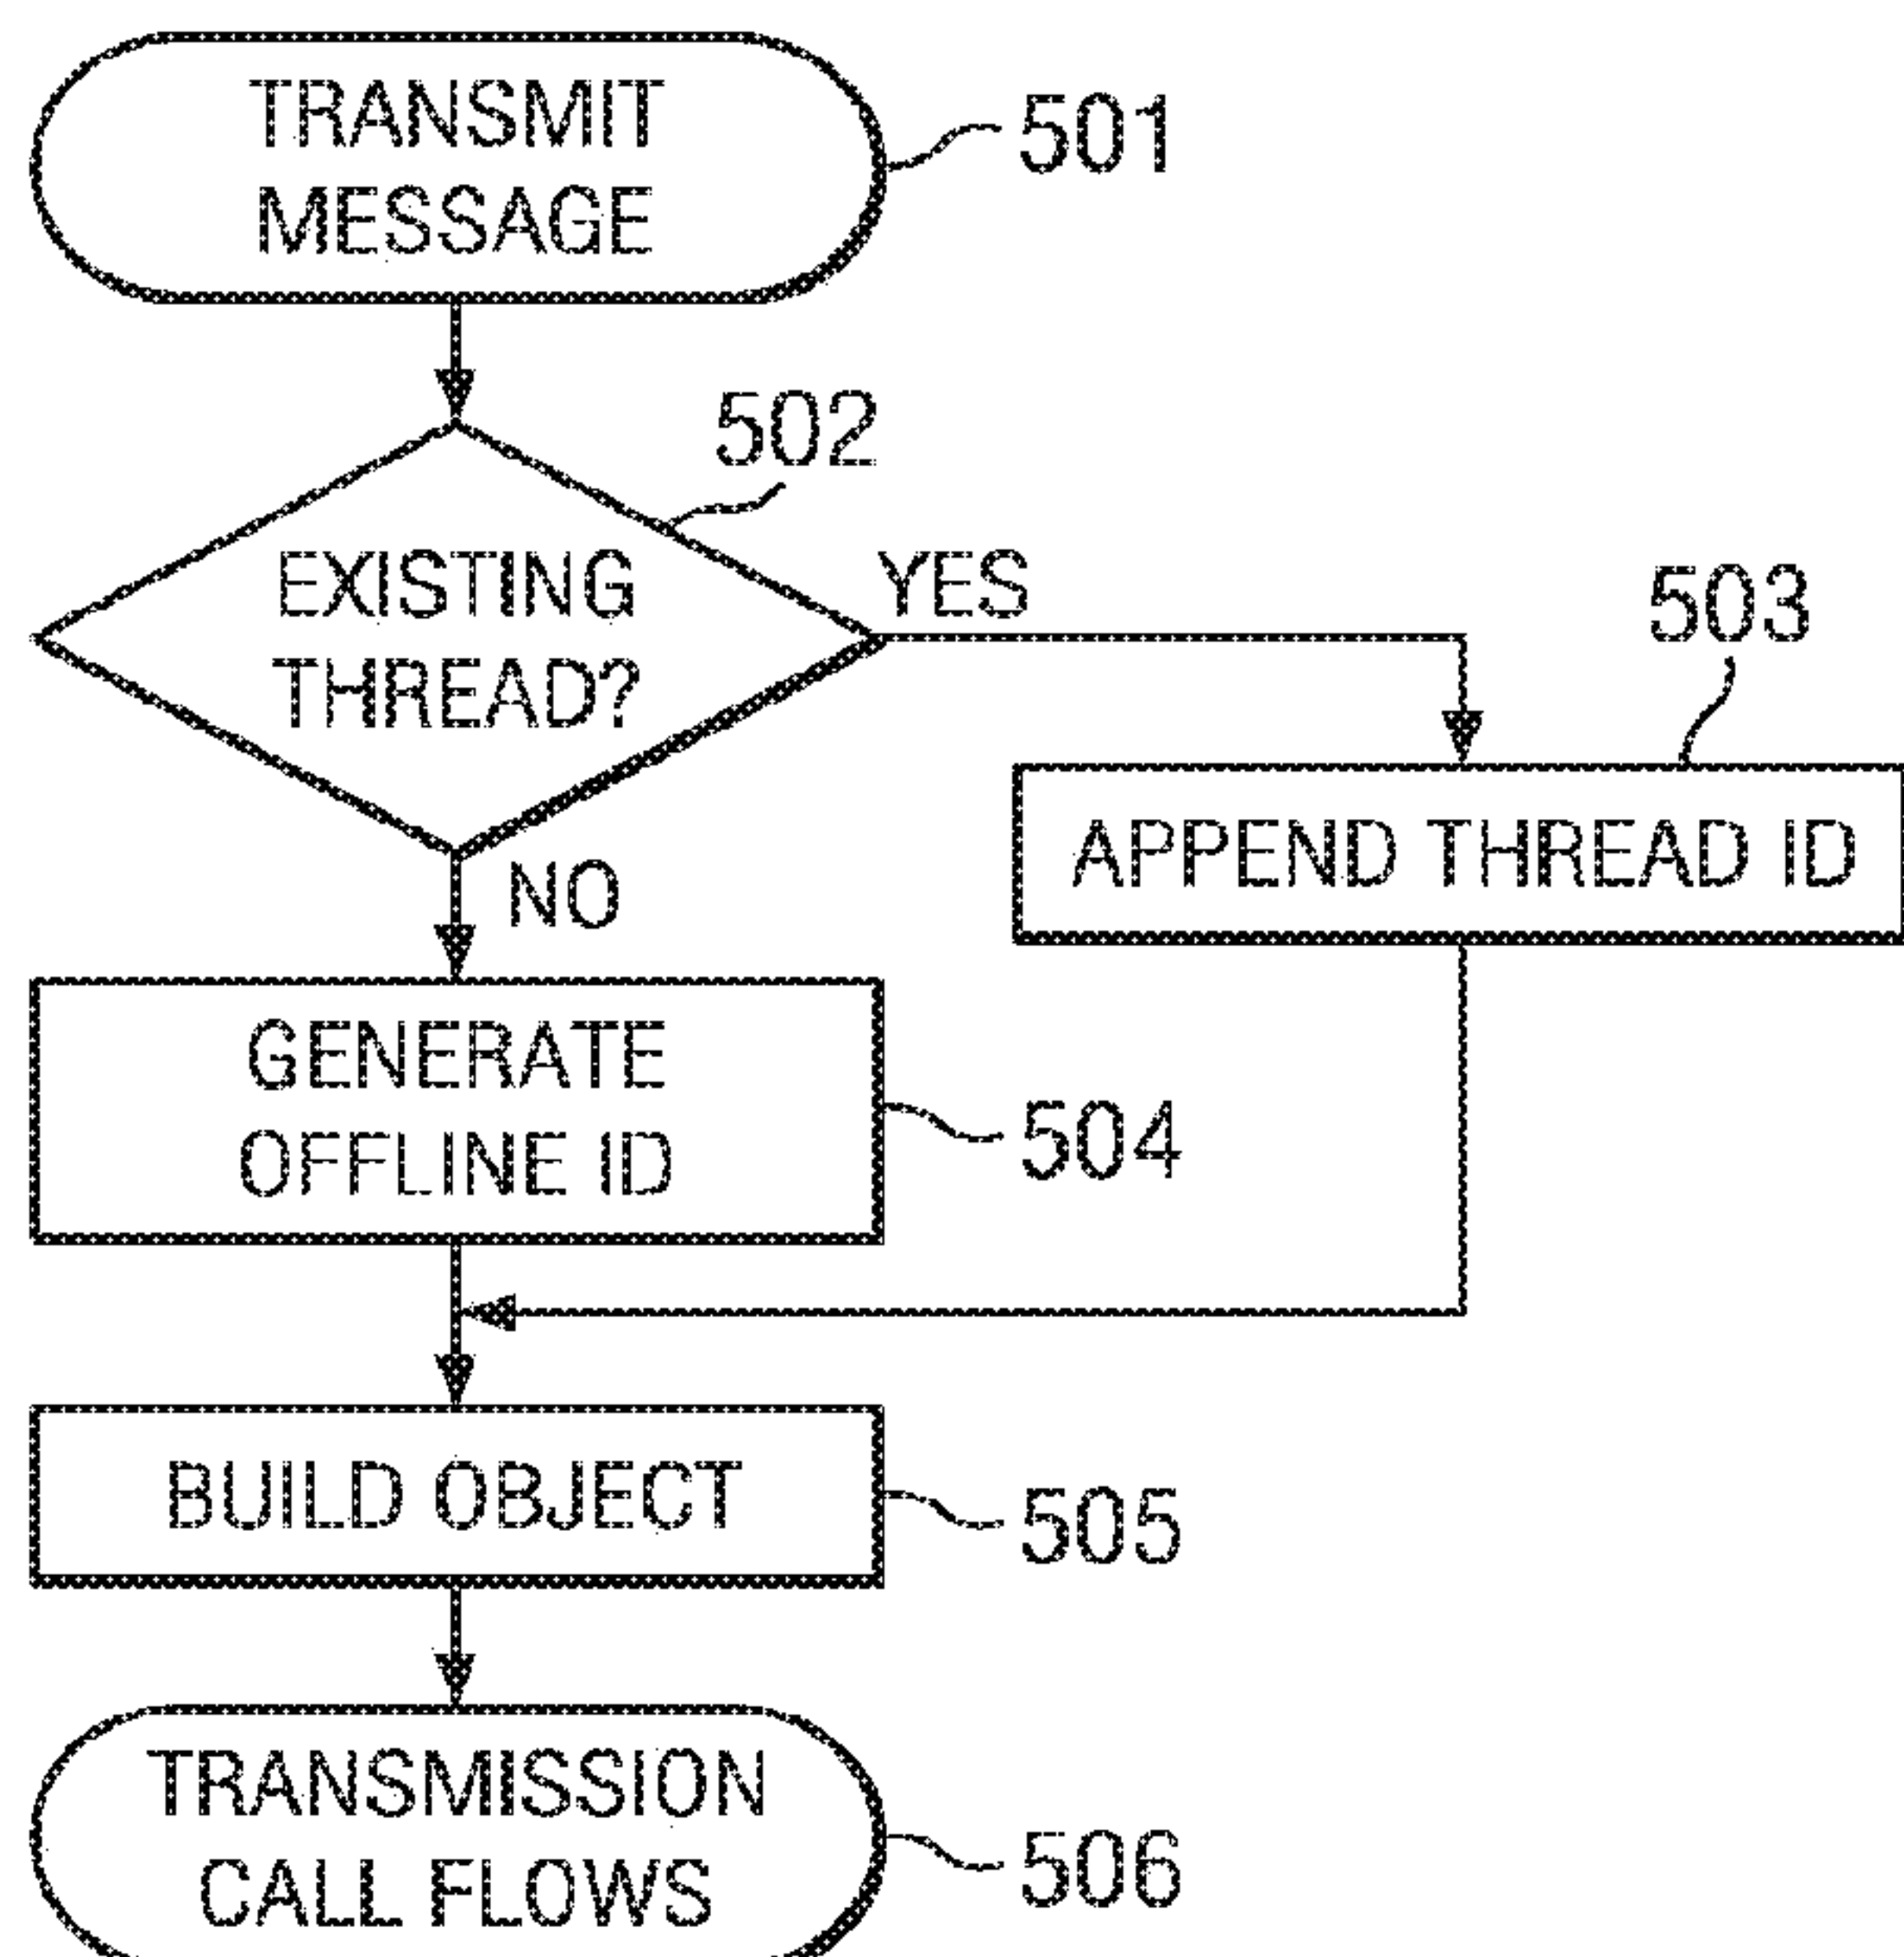 TRANSMIT
MESSAGE
501
502
EXISTING
THREAD?
YES
503
APPEND THREAD ID
NO
GENERATE
OFFLINE ID
504
BUILD OBJECT
505
TRANSMISSION
CALL FLOWS
506